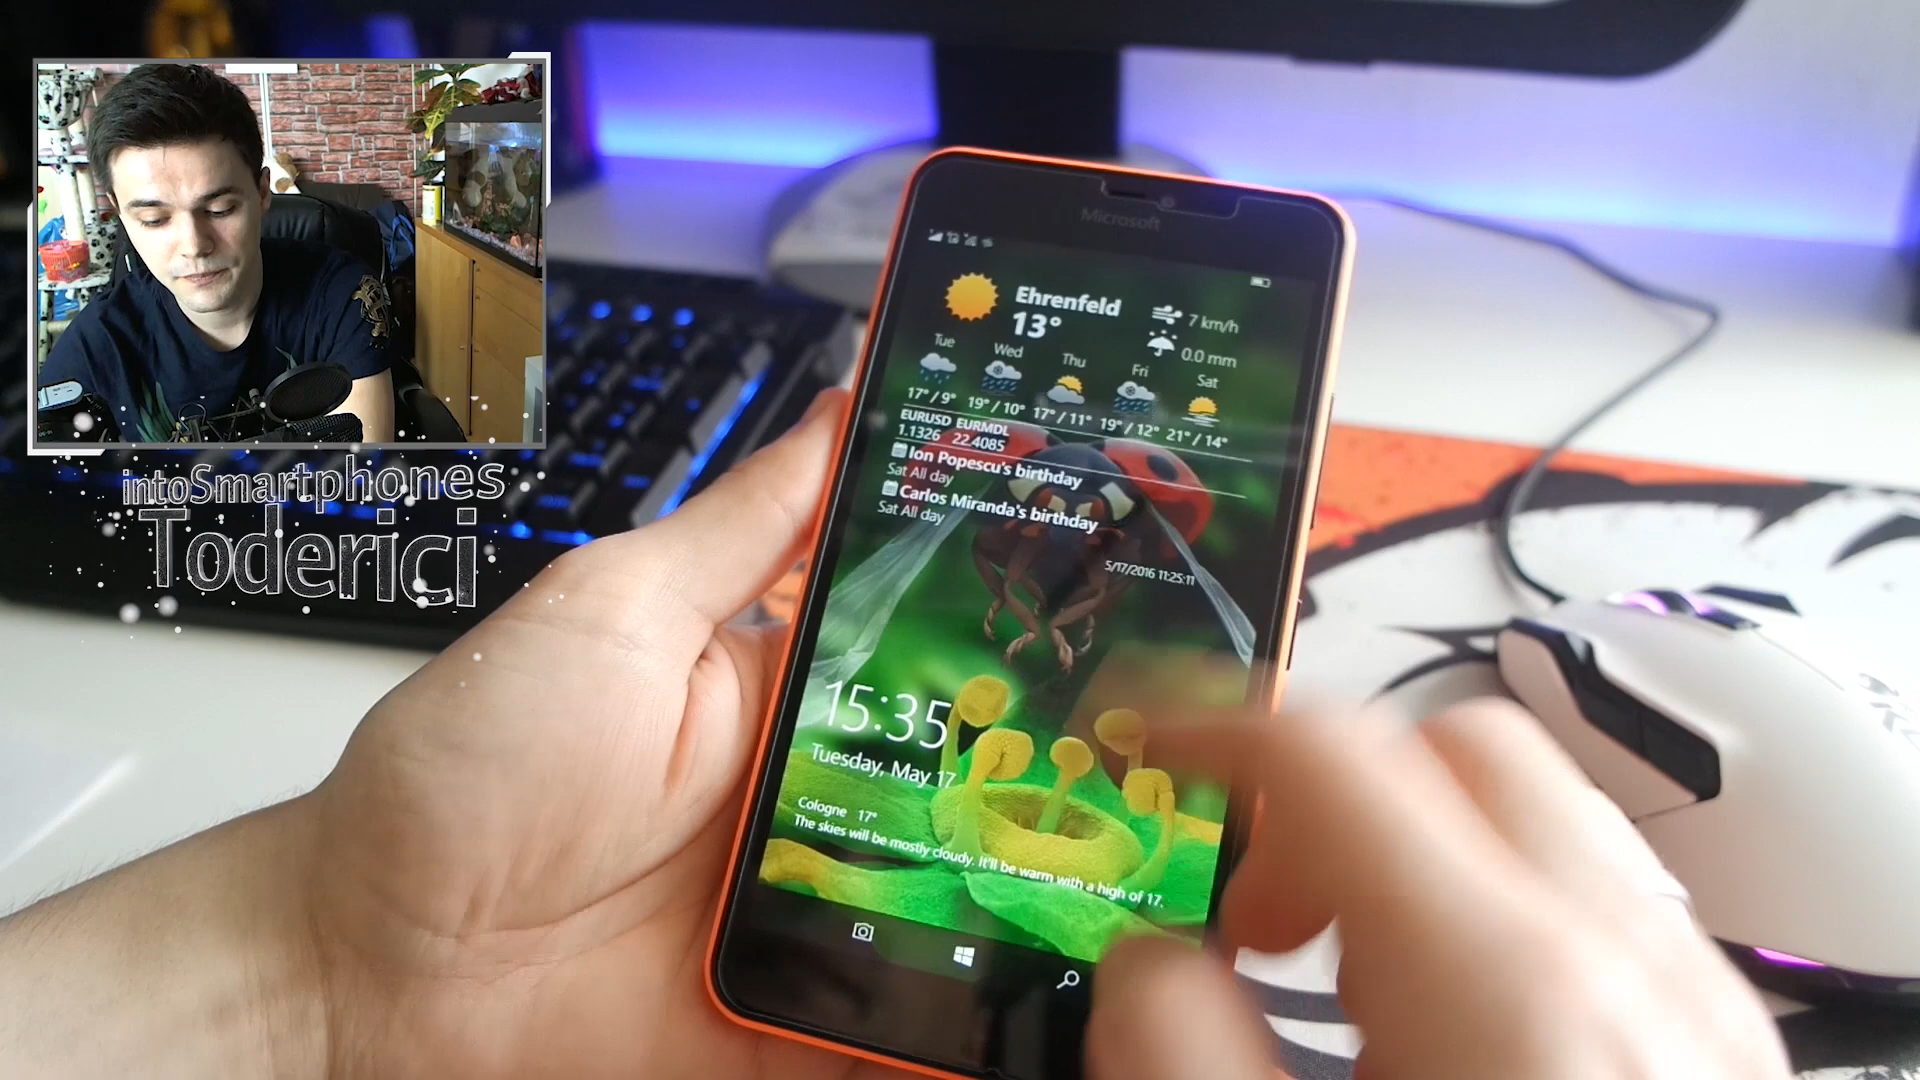 intoSmartphones
Toderici
Microsoft
Ehrenfeld
13°
7 km/h
0.0 mm
Tue Wed Thu Fri Sat
17°/9° 19°/10° 17°/11° 19°/12° 21°/14°
EURUSD EURMDL
1.1326 22.4085
Ion Popescu's birthday
Sat All day
Carlos Miranda's birthday
Sat All day
5/17/2016 11:25:11
15:35
Tuesday, May 17
Cologne 17°
The skies will be mostly cloudy. It'll be warm with a high of 17.